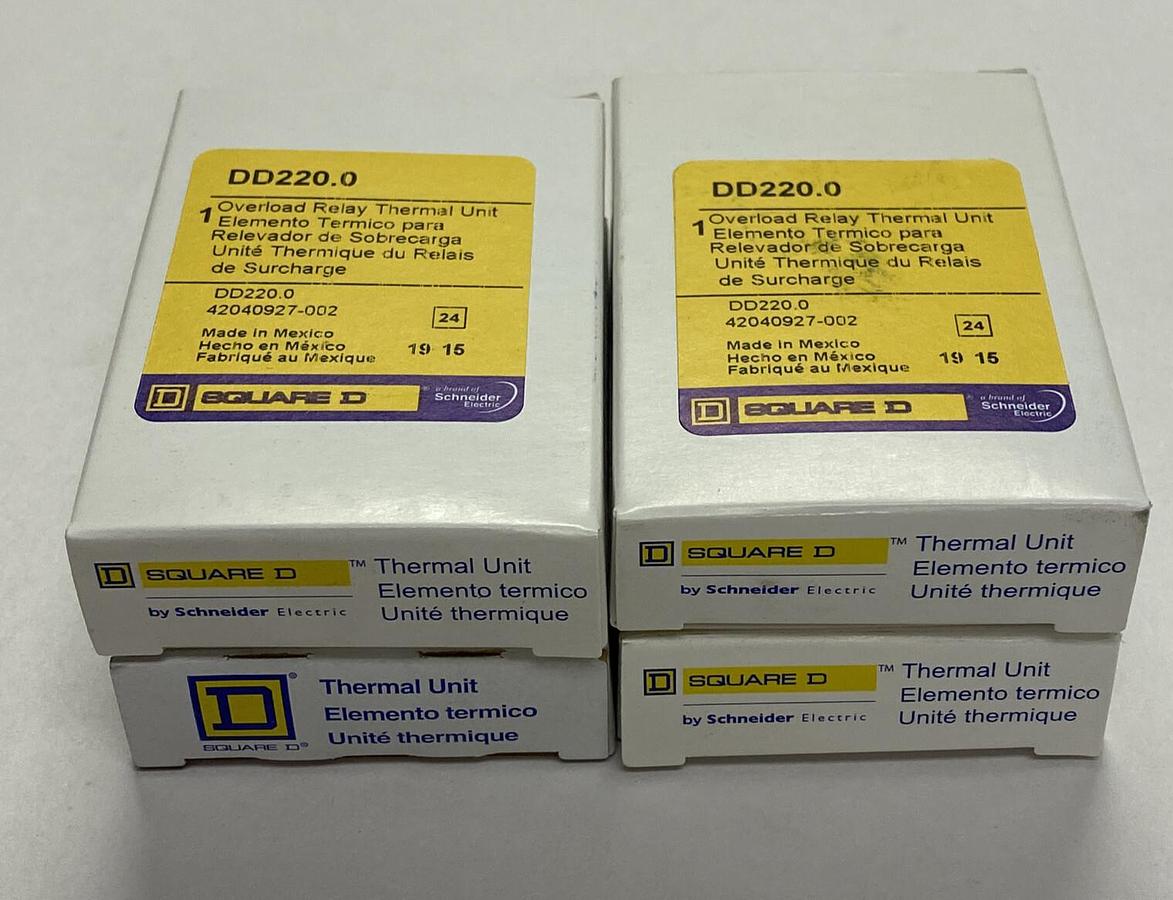 DD220.0
1 Overload Relay Thermal Unit
Elemento Termico para
Relevador de Sobrecarga
Unité Thermique du Relais
de Surcharge
DD220.0
42040927-002
24
Made in Mexico
Hecho en México
Fabriqué au Mexique
19 15
D SQUARE D ® a brand of
Schneider
Electric
DD220.0
1 Overload Relay Thermal Unit
Elemento Termico para
Relevador de Sobrecarga
Unité Thermique du Relais
de Surcharge
DD220.0
42040927-002
24
Made in Mexico
Hecho en México
Fabriqué au Mexique
19 15
D SQUARE D ® a brand of
Schneider
Electric
D SQUARE D ™
by Schneider Electric
Thermal Unit
Elemento termico
Unité thermique
D SQUARE D ™
by Schneider Electric
Thermal Unit
Elemento termico
Unité thermique
D ®
SQUARE D ®
Thermal Unit
Elemento termico
Unité thermique
D SQUARE D ™
by Schneider Electric
Thermal Unit
Elemento termico
Unité thermique